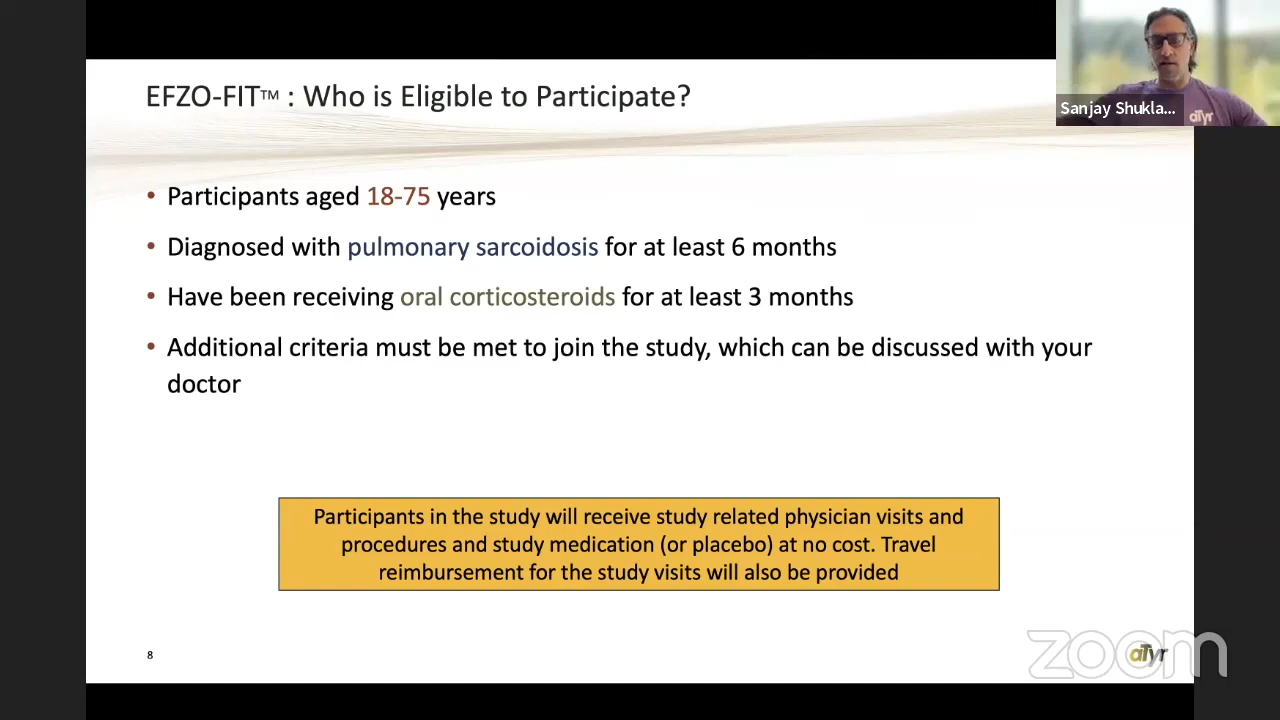 EFZO-FIT™ : Who is Eligible to Participate?
Sanjay Shukla...
aTyr
• Participants aged 18-75 years
• Diagnosed with pulmonary sarcoidosis for at least 6 months
• Have been receiving oral corticosteroids for at least 3 months
• Additional criteria must be met to join the study, which can be discussed with your
doctor
Participants in the study will receive study related physician visits and
procedures and study medication (or placebo) at no cost. Travel
reimbursement for the study visits will also be provided
8
aTyr
zoom